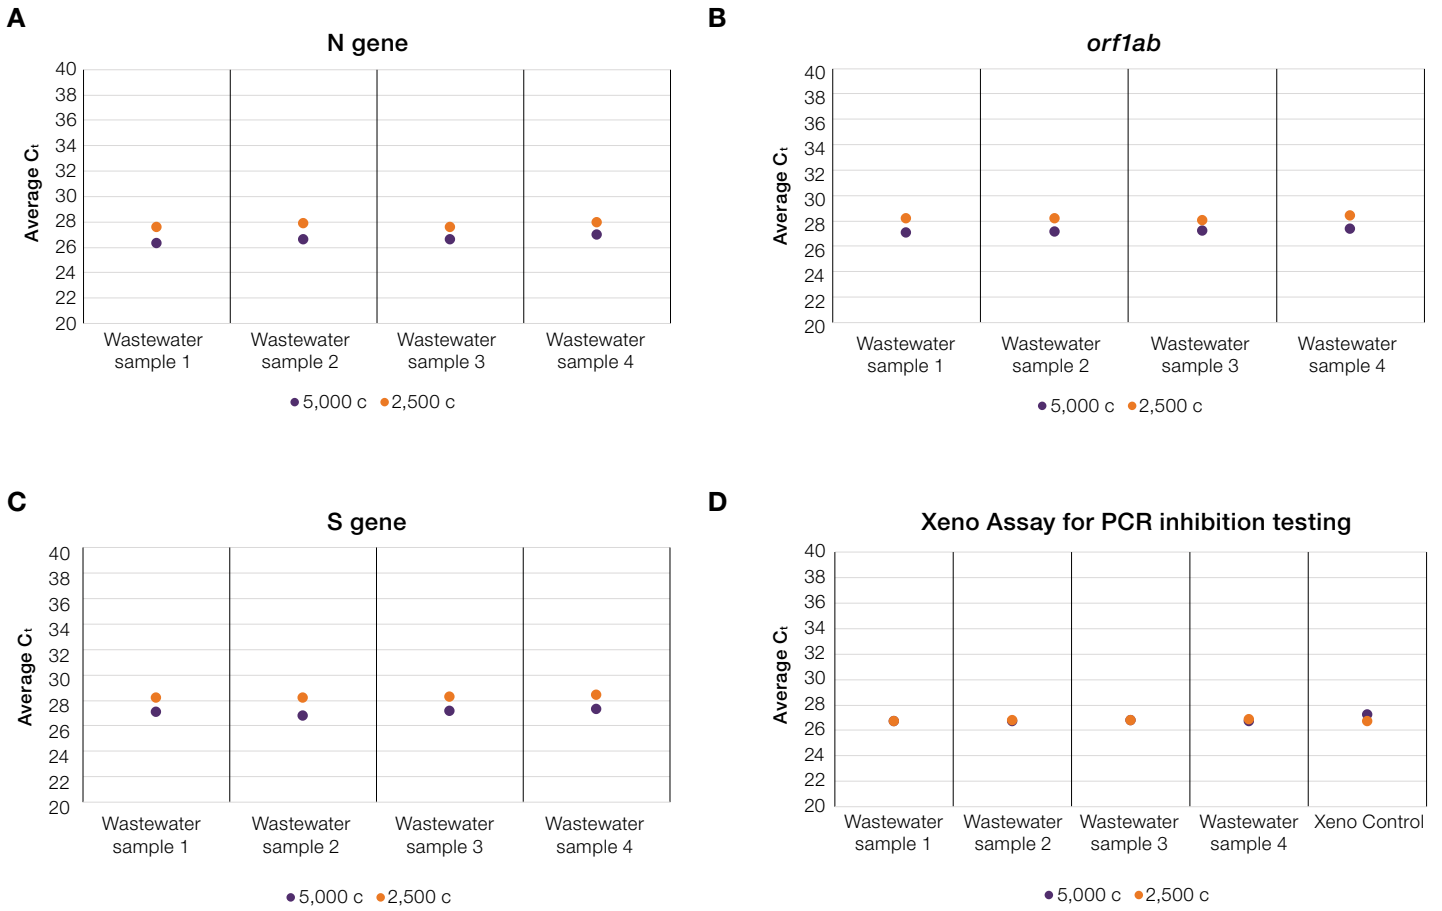 A
N gene
Average Ct
40
38
36
34
32
30
28
26
24
22
20
Wastewater sample 1
Wastewater sample 2
Wastewater sample 3
Wastewater sample 4
5,000 c 2,500 c
B
orf1ab
Average Ct
40
38
36
34
32
30
28
26
24
22
20
Wastewater sample 1
Wastewater sample 2
Wastewater sample 3
Wastewater sample 4
5,000 c 2,500 c
C
S gene
Average Ct
40
38
36
34
32
30
28
26
24
22
20
Wastewater sample 1
Wastewater sample 2
Wastewater sample 3
Wastewater sample 4
5,000 c 2,500 c
D
Xeno Assay for PCR inhibition testing
Average Ct
40
38
36
34
32
30
28
26
24
22
20
Wastewater sample 1
Wastewater sample 2
Wastewater sample 3
Wastewater sample 4
Xeno Control
5,000 c 2,500 c